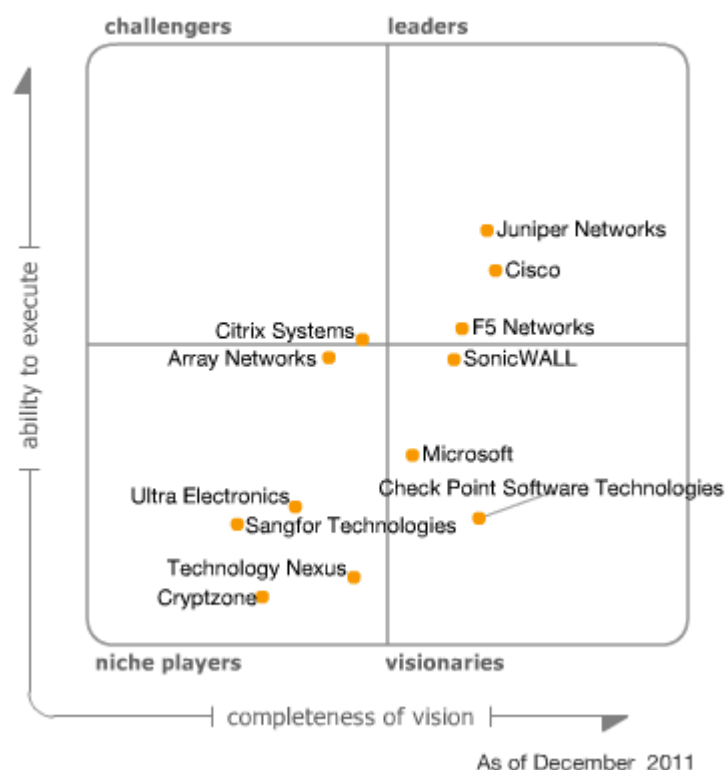 challengers
leaders
Juniper Networks
Cisco
F5 Networks
Citrix Systems
Array Networks
SonicWALL
Microsoft
Check Point Software Technologies
Ultra Electronics
Sangfor Technologies
Technology Nexus
Cryptzone
niche players
visionaries
ability to execute
completeness of vision
As of December 2011